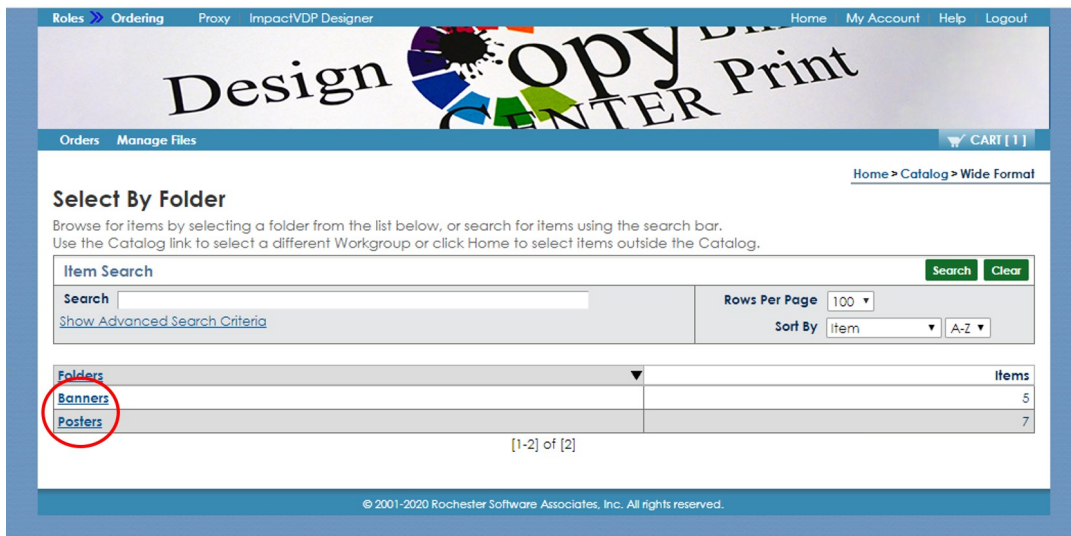 Roles Ordering Proxy ImpactVDP Designer Home My Account Help Logout
Design Copy Print
CENTER
Orders Manage Files CART [ 1 ]
Home > Catalog > Wide Format
Select By Folder
Browse for items by selecting a folder from the list below, or search for items using the search bar.
Use the Catalog link to select a different Workgroup or click Home to select items outside the Catalog.
Item Search Search Clear
Search Rows Per Page 100
Show Advanced Search Criteria Sort By Item A-Z
Folders Items
Banners 5
Posters 7
[1-2] of [2]
© 2001-2020 Rochester Software Associates, Inc. All rights reserved.